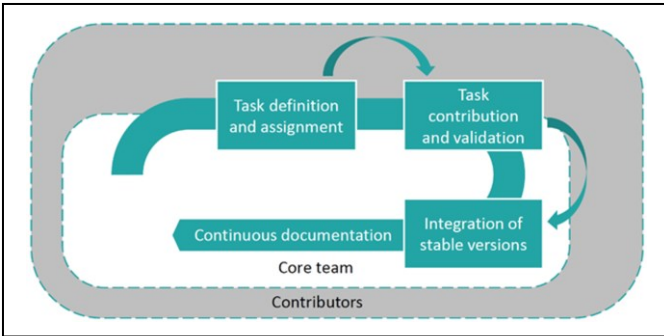 Task definition
and assignment
Task
contribution
and validation
Continuous documentation
Integration of
stable versions
Core team
Contributors